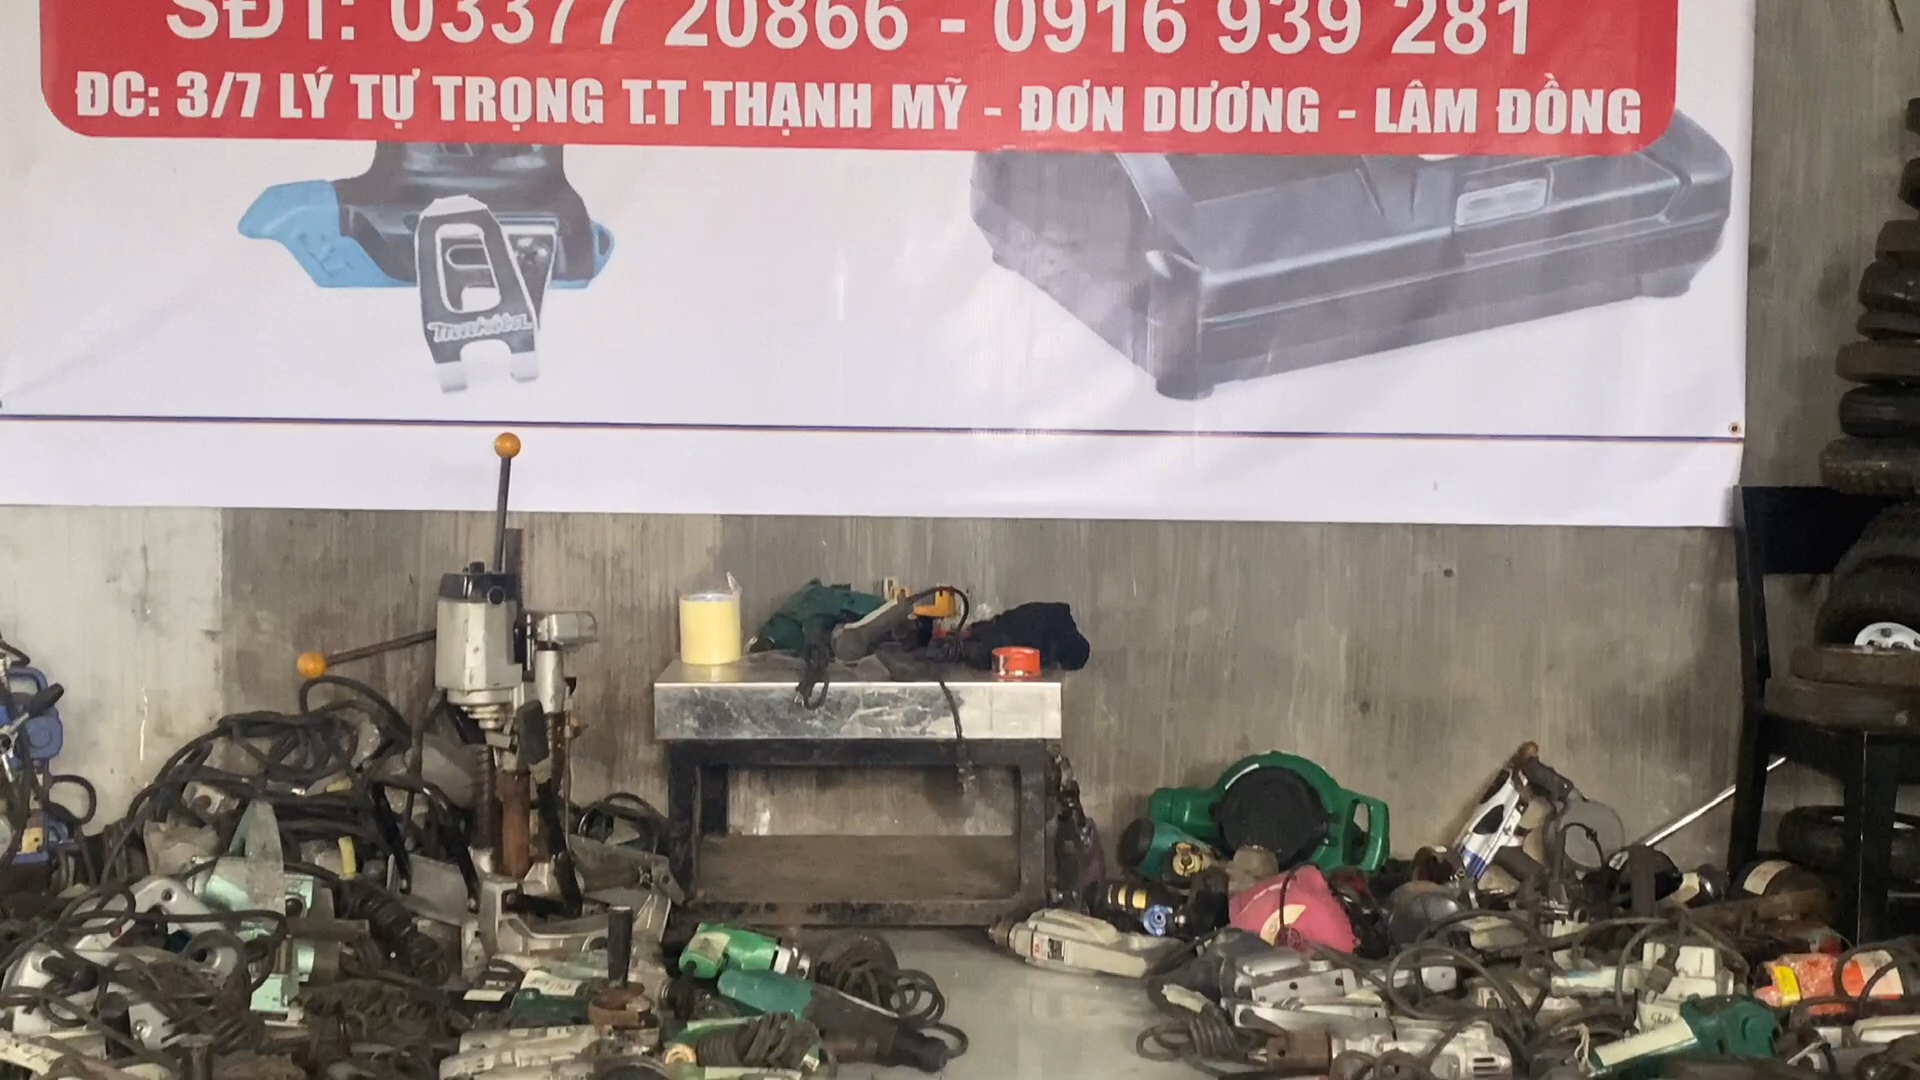 SĐT: 03377 20866 - 0916 939 281
ĐC: 3/7 LÝ TỰ TRỌNG T.T THẠNH MỸ - ĐƠN DƯƠNG - LÂM ĐỒNG
makita